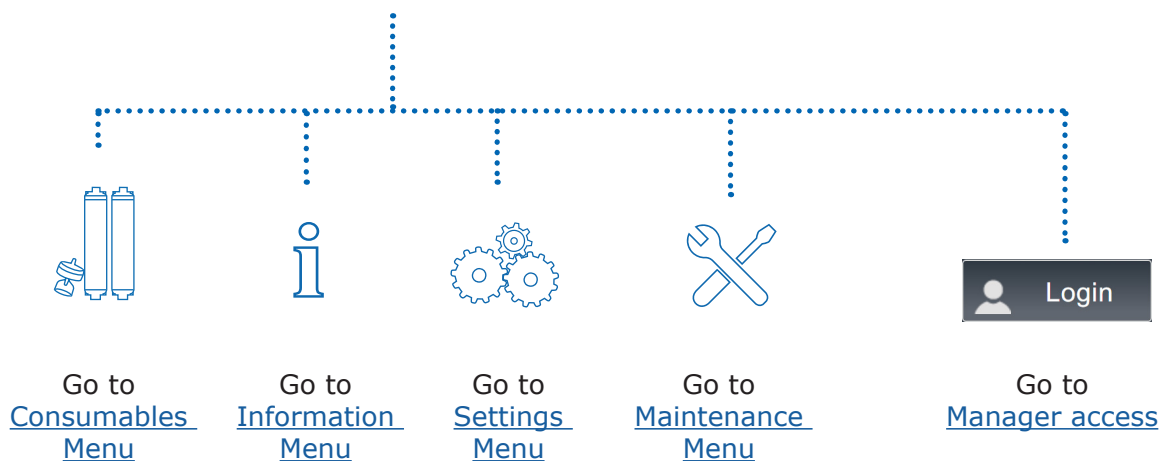 Login
Go to
Consumables
Menu
Go to
Information
Menu
Go to
Settings
Menu
Go to
Maintenance
Menu
Go to
Manager access